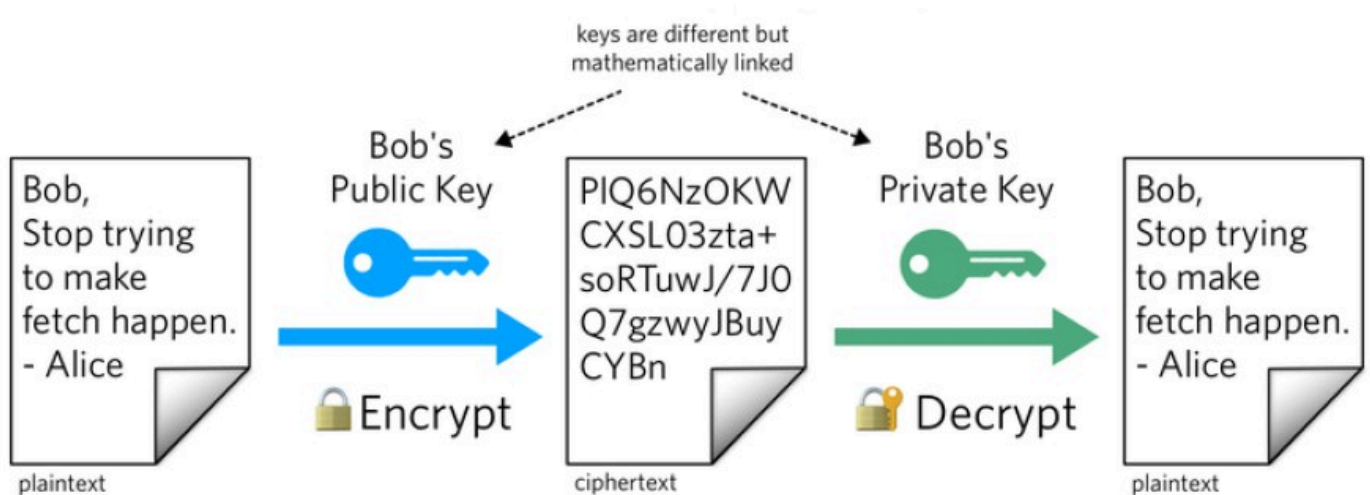 keys are different but
mathematically linked
Bob's
Public Key
Bob's
Private Key
Bob,
Stop trying
to make
fetch happen.
- Alice
PlQ6NzOKW
CXSL03zta+
soRTuwJ/7J0
Q7gzwyJBuy
CYBn
Bob,
Stop trying
to make
fetch happen.
- Alice
Encrypt
Decrypt
plaintext
ciphertext
plaintext